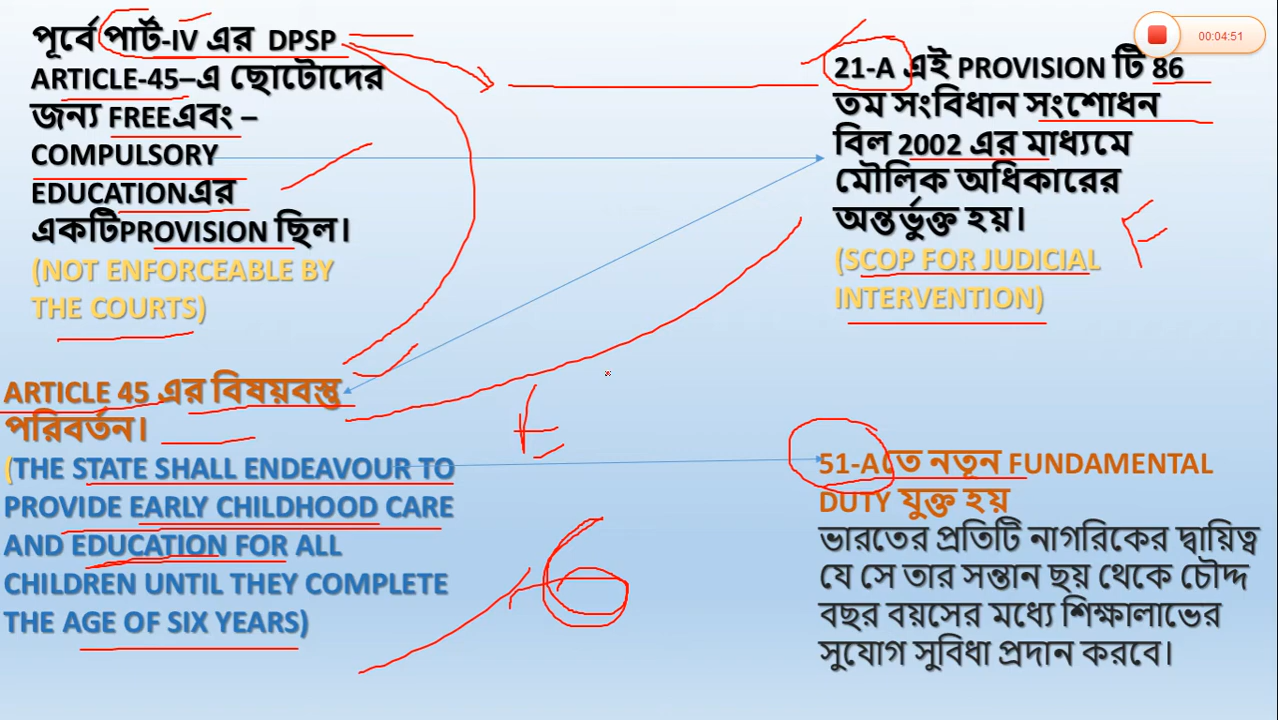 পূর্বে পার্ট-IV এর DPSP
ARTICLE-45–এ ছোটোদের
জন্য FREEএবং –
COMPULSORY
EDUCATIONএর
একটিPROVISION ছিল।
(NOT ENFORCEABLE BY
THE COURTS)
ARTICLE 45 এর বিষয়বস্তু
পরিবর্তন।
(THE STATE SHALL ENDEAVOUR TO
PROVIDE EARLY CHILDHOOD CARE
AND EDUCATION FOR ALL
CHILDREN UNTIL THEY COMPLETE
THE AGE OF SIX YEARS)
00:04:51
21-A এই PROVISION টি 86
তম সংবিধান সংশোধন
বিল 2002 এর মাধ্যমে
মৌলিক অধিকারের
অন্তর্ভুক্ত হয়।
(SCOP FOR JUDICIAL
INTERVENTION)
51-Aতে নতূন FUNDAMENTAL
DUTY যুক্ত হয়
ভারতের প্রতিটি নাগরিকের দ্বায়িত্ব
যে সে তার সন্তান ছয় থেকে চৌদ্দ
বছর বয়সের মধ্যে শিক্ষালাভের
সুযোগ সুবিধা প্রদান করবে।